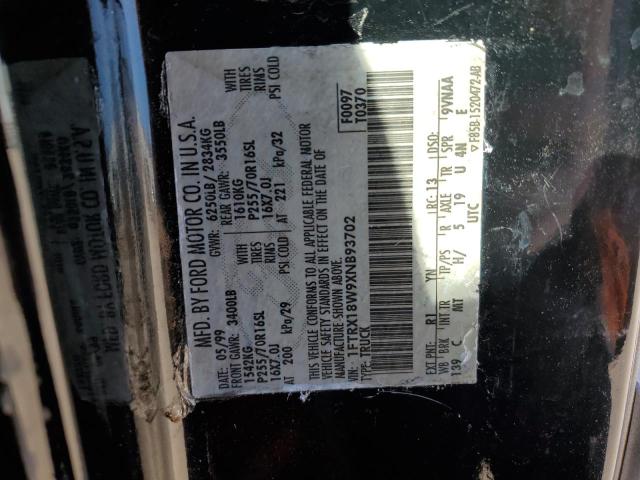 MFD. BY FORD MOTOR CO. IN U.S.A.
DATE: 05/99 GVWR: 6250LB/ 2834KG
FRONT GAWR: 3400LB REAR GAWR: 3550LB
1542KG 1610KG WITH
P255/70R16SL P255/70R16SL TIRES
16X7.0J 16X7.0J RIMS
AT 200 kPa/29 AT 221 kPa/32 PSI COLD
WITH
TIRES
RIMS
PSI COLD
THIS VEHICLE CONFORMS TO ALL APPLICABLE FEDERAL MOTOR
VEHICLE SAFETY STANDARDS IN EFFECT ON THE DATE OF
MANUFACTURE SHOWN ABOVE.
VIN: 1FTRX18W9XNB93702
TYPE: TRUCK
F0097
T0370
EXT PNT: R1 YN RC: 13 DSO:
WB BRK INT TR TP/PS R AXLE TR SPR 9VNAA
139 C MT H/ 5 19 U 4N E
UTC
▽F85B-1520472-AB